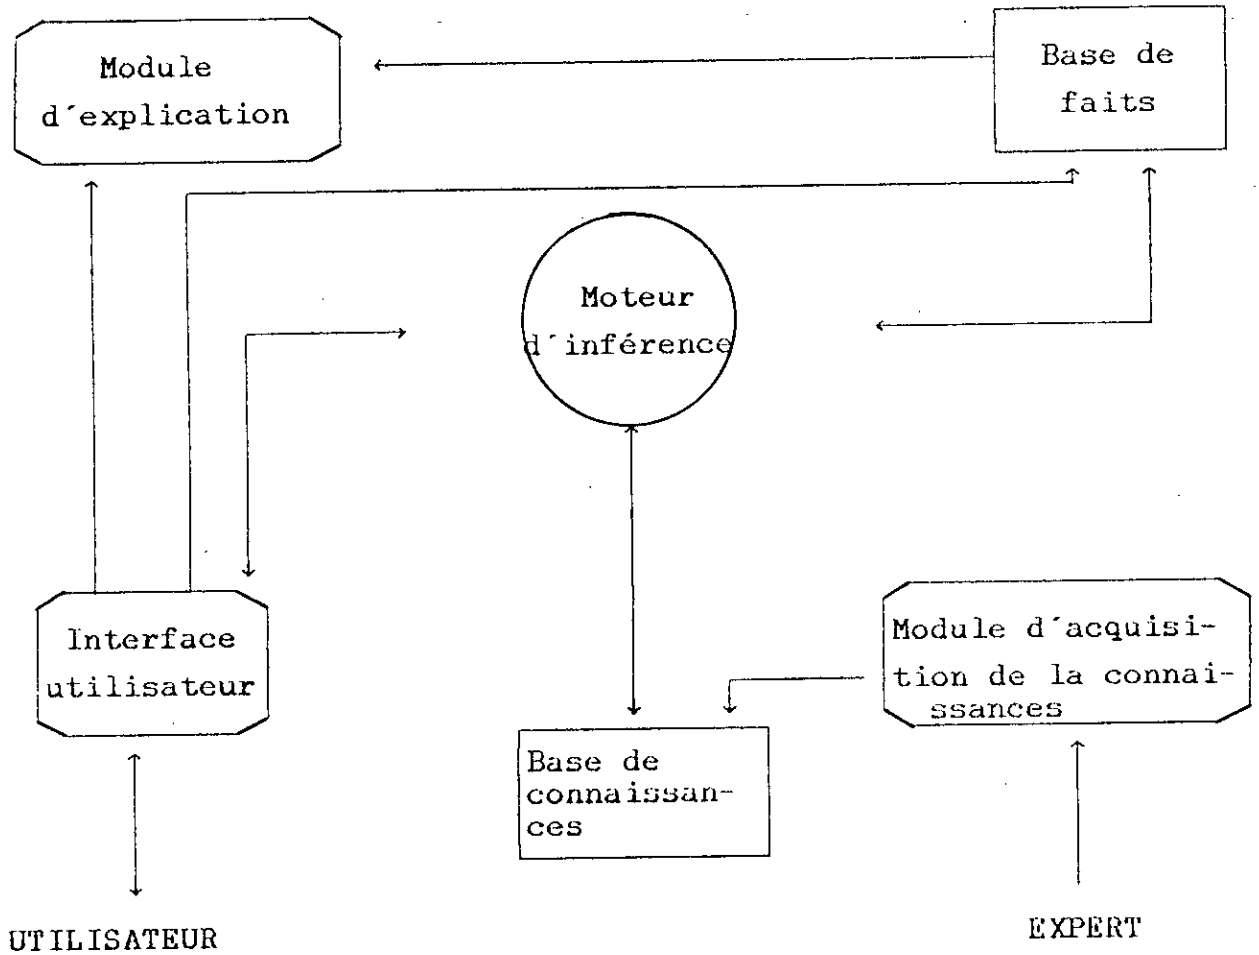 Module
d´explication
Base de
faits
Moteur
d´inférence
Interface
utilisateur
Module d´acquisi-
tion de la connai-
ssances
Base de
connaissan-
ces
UTILISATEUR
EXPERT